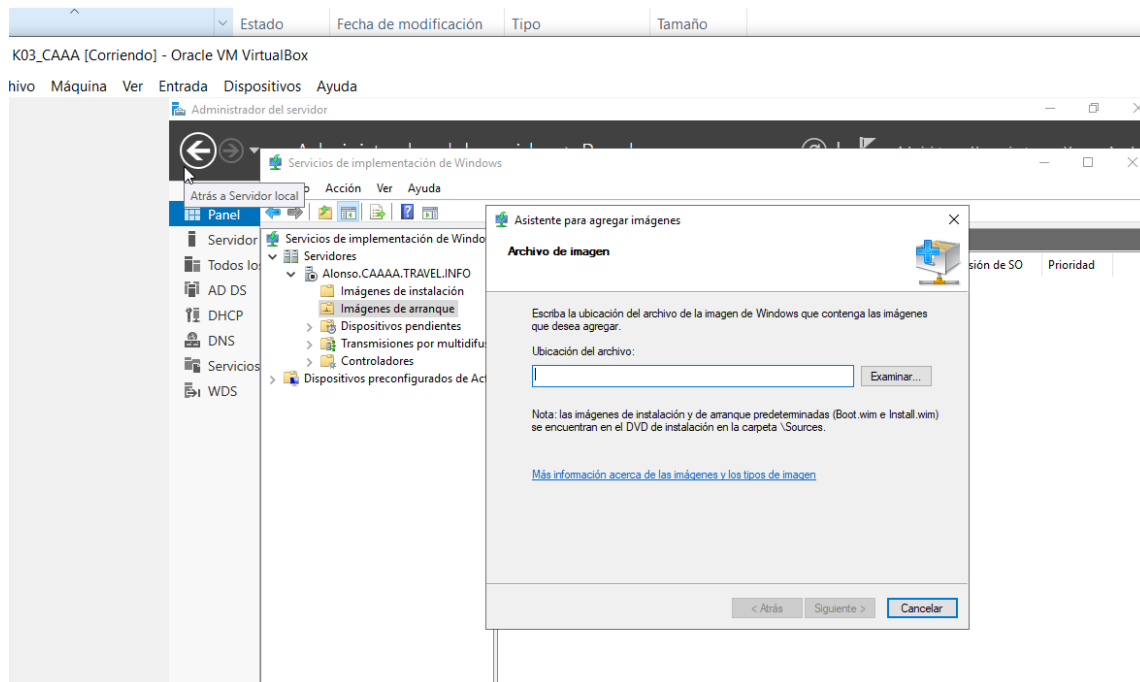 Estado Fecha de modificación Tipo Tamaño
K03_CAAA [Corriendo] - Oracle VM VirtualBox
hivo Máquina Ver Entrada Dispositivos Ayuda
Administrador del servidor
Servicios de implementación de Windows
Atrás a Servidor local
o Acción Ver Ayuda
Panel
Servidor
Todos lo
AD DS
DHCP
DNS
Servicios
WDS
Servicios de implementación de Windo
Servidores
Alonso.CAAAA.TRAVEL.INFO
Imágenes de instalación
Imágenes de arranque
Dispositivos pendientes
Transmisiones por multidifu
Controladores
Dispositivos preconfigurados de Act
Asistente para agregar imágenes
Archivo de imagen
sión de SO Prioridad
Escriba la ubicación del archivo de la imagen de Windows que contenga las imágenes
que desea agregar.
Ubicación del archivo:
Examinar...
Nota: las imágenes de instalación y de arranque predeterminadas (Boot.wim e Install.wim)
se encuentran en el DVD de instalación en la carpeta \Sources.
Más información acerca de las imágenes y los tipos de imagen
< Atrás Siguiente > Cancelar